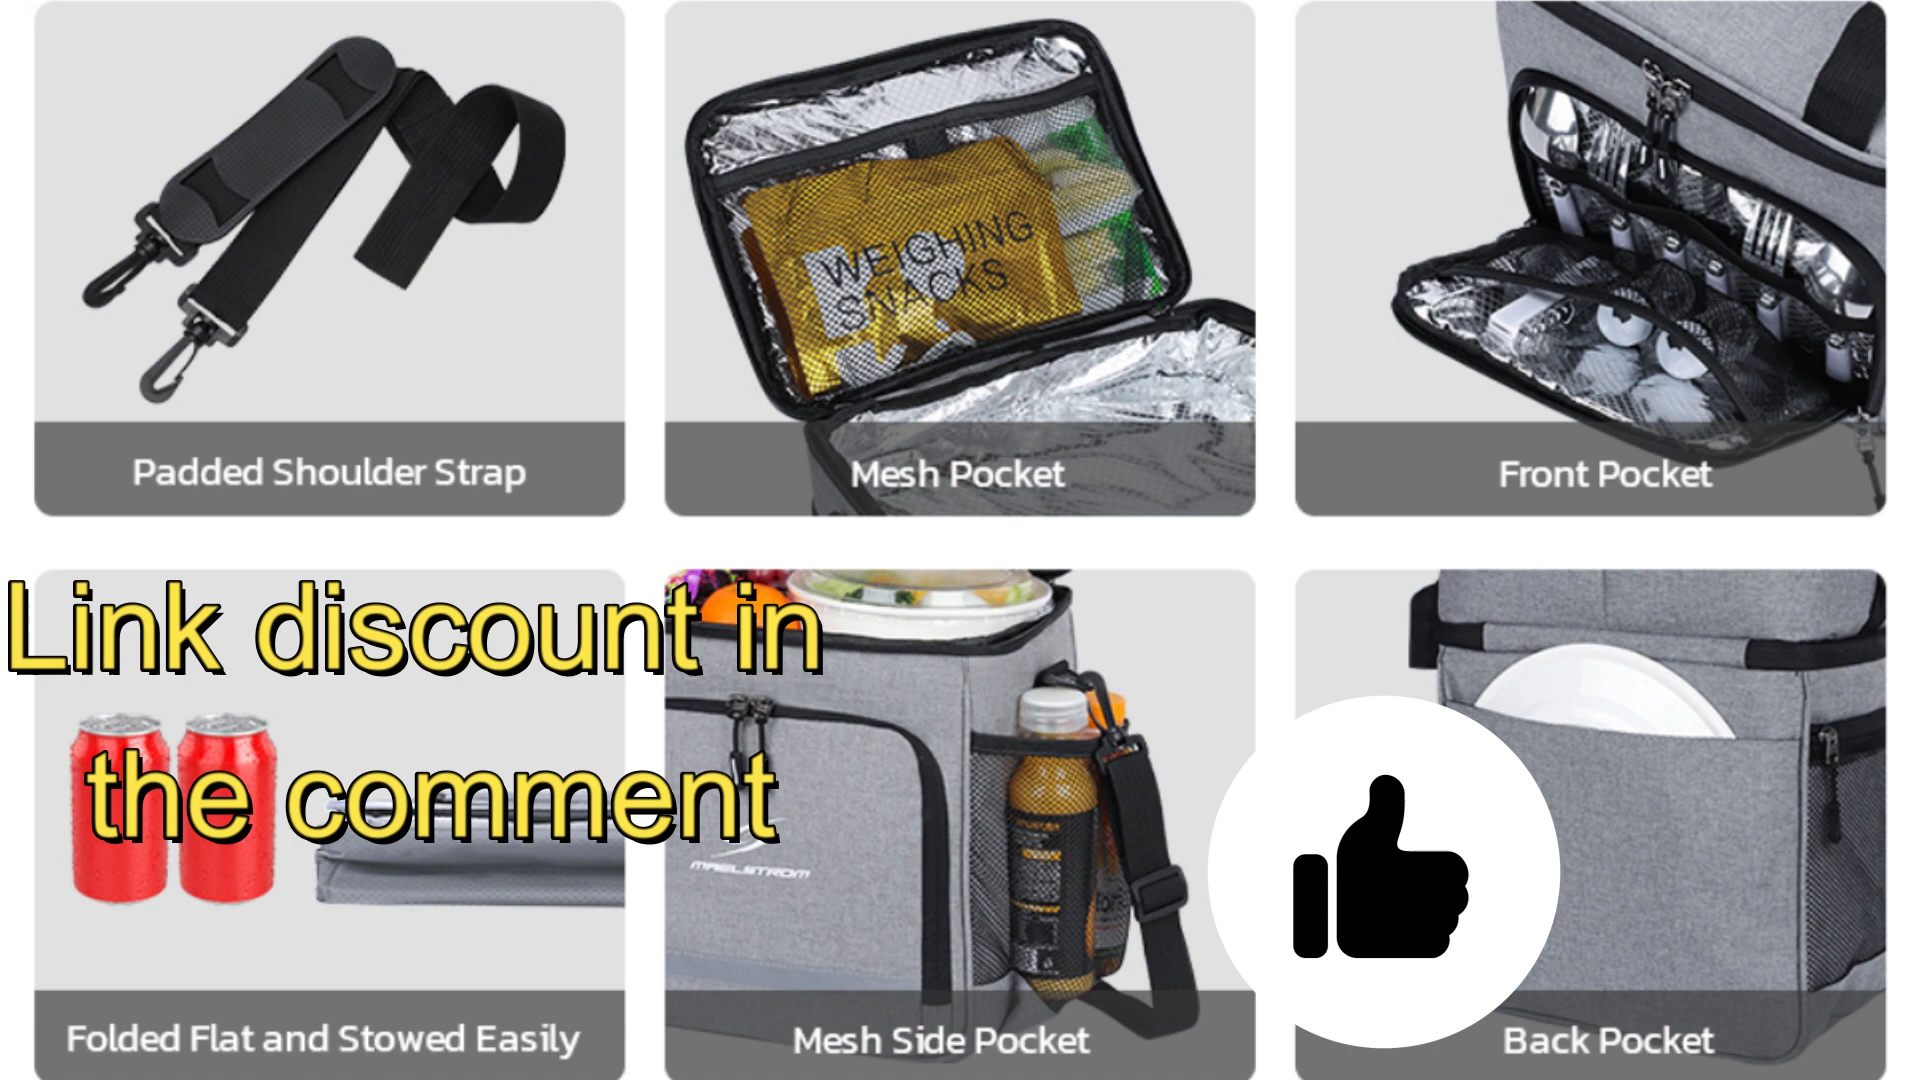 WEIGHING
SNACKS
Padded Shoulder Strap
Mesh Pocket
Front Pocket
Link discount in
the comment
MAELSTROM
Folded Flat and Stowed Easily
Mesh Side Pocket
Back Pocket